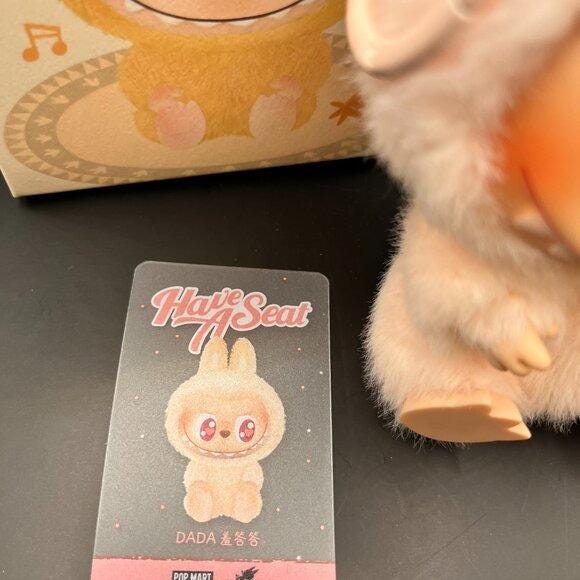 Have
A Seat
DADA 羞答答
POP MART